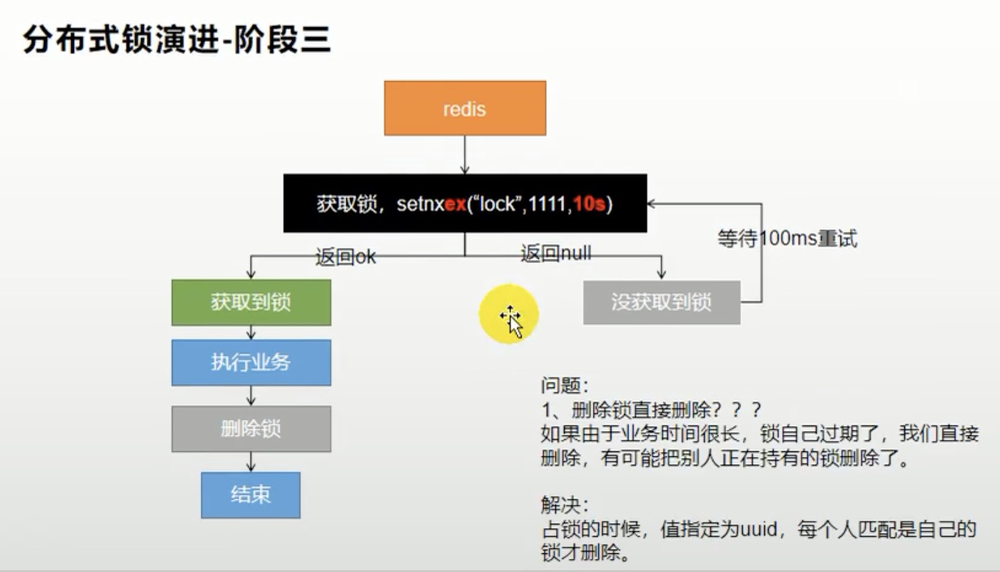 分布式锁演进-阶段三
redis
获取锁，setnxex(“lock”,1111,10s)
等待100ms重试
返回ok
返回null
获取到锁
没获取到锁
执行业务
删除锁
结束
问题：
1、删除锁直接删除？？？
如果由于业务时间很长，锁自己过期了，我们直接
删除，有可能把别人正在持有的锁删除了。
解决：
占锁的时候，值指定为uuid，每个人匹配是自己的
锁才删除。